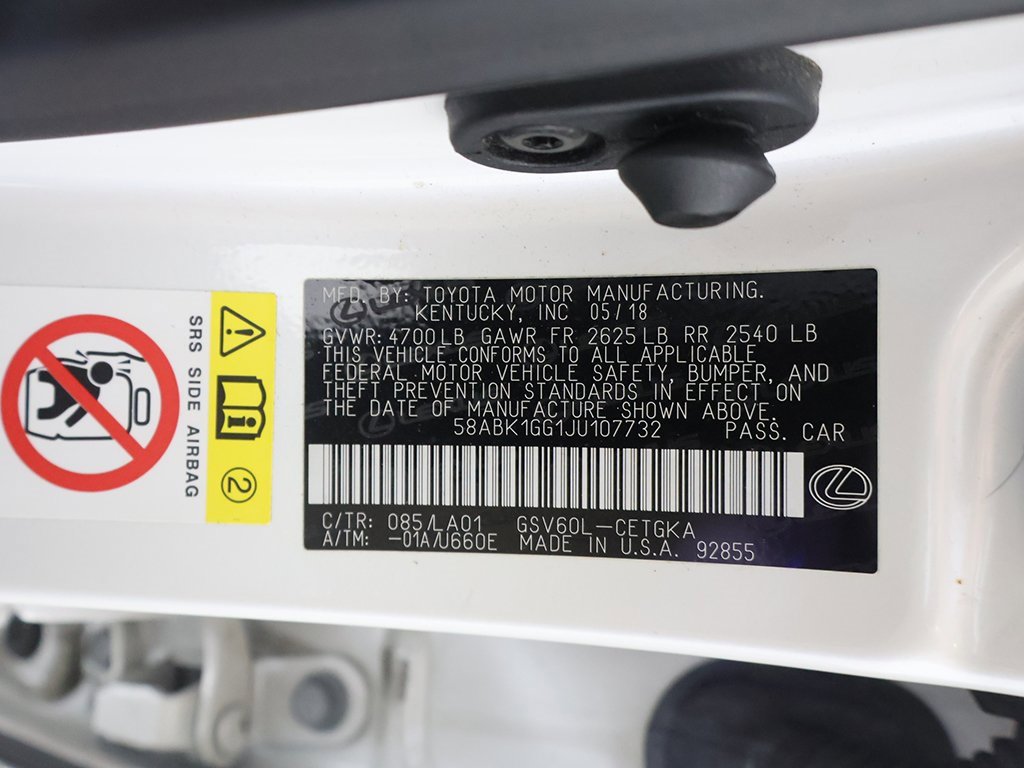 MFD. BY: TOYOTA MOTOR MANUFACTURING.
KENTUCKY, INC 05/18
GVWR: 4700LB GAWR FR 2625LB RR 2540 LB
THIS VEHICLE CONFORMS TO ALL APPLICABLE
FEDERAL MOTOR VEHICLE SAFETY, BUMPER, AND
THEFT PREVENTION STANDARDS IN EFFECT ON
THE DATE OF MANUFACTURE SHOWN ABOVE.
58ABK1GG1JU107732 PASS. CAR
C/TR: 085/LA01 GSV60L-CETGKA
A/TM: -01A/U660E MADE IN U.S.A. 92855
SRS SIDE AIRBAG
2